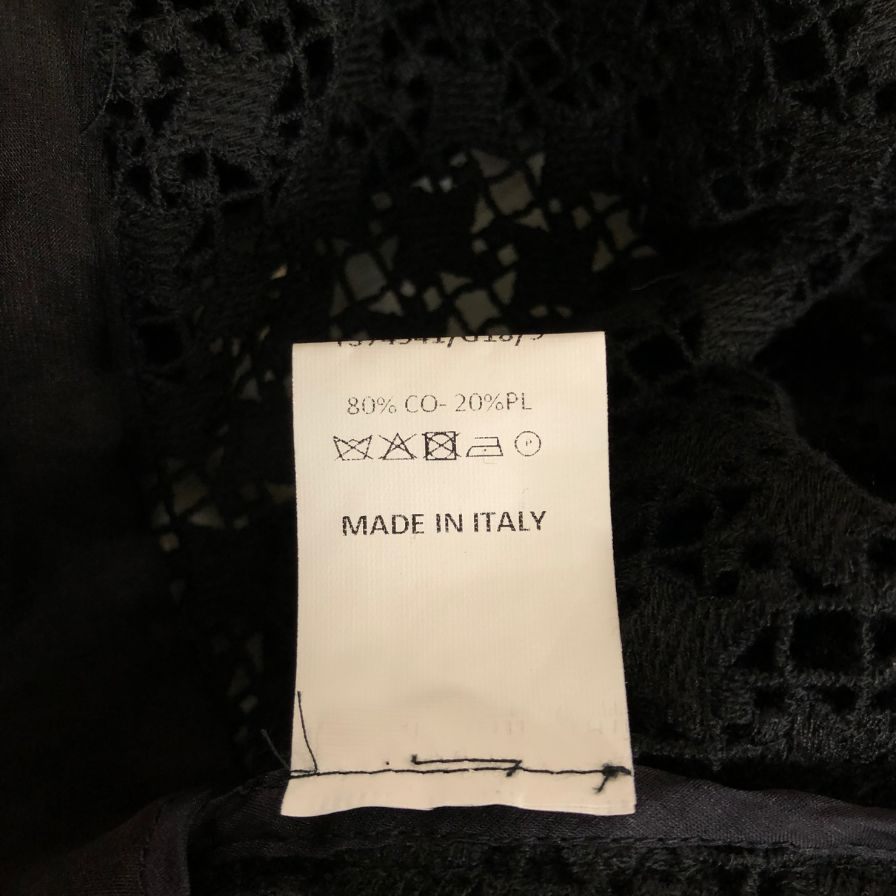 80% CO- 20%PL
P
MADE IN ITALY